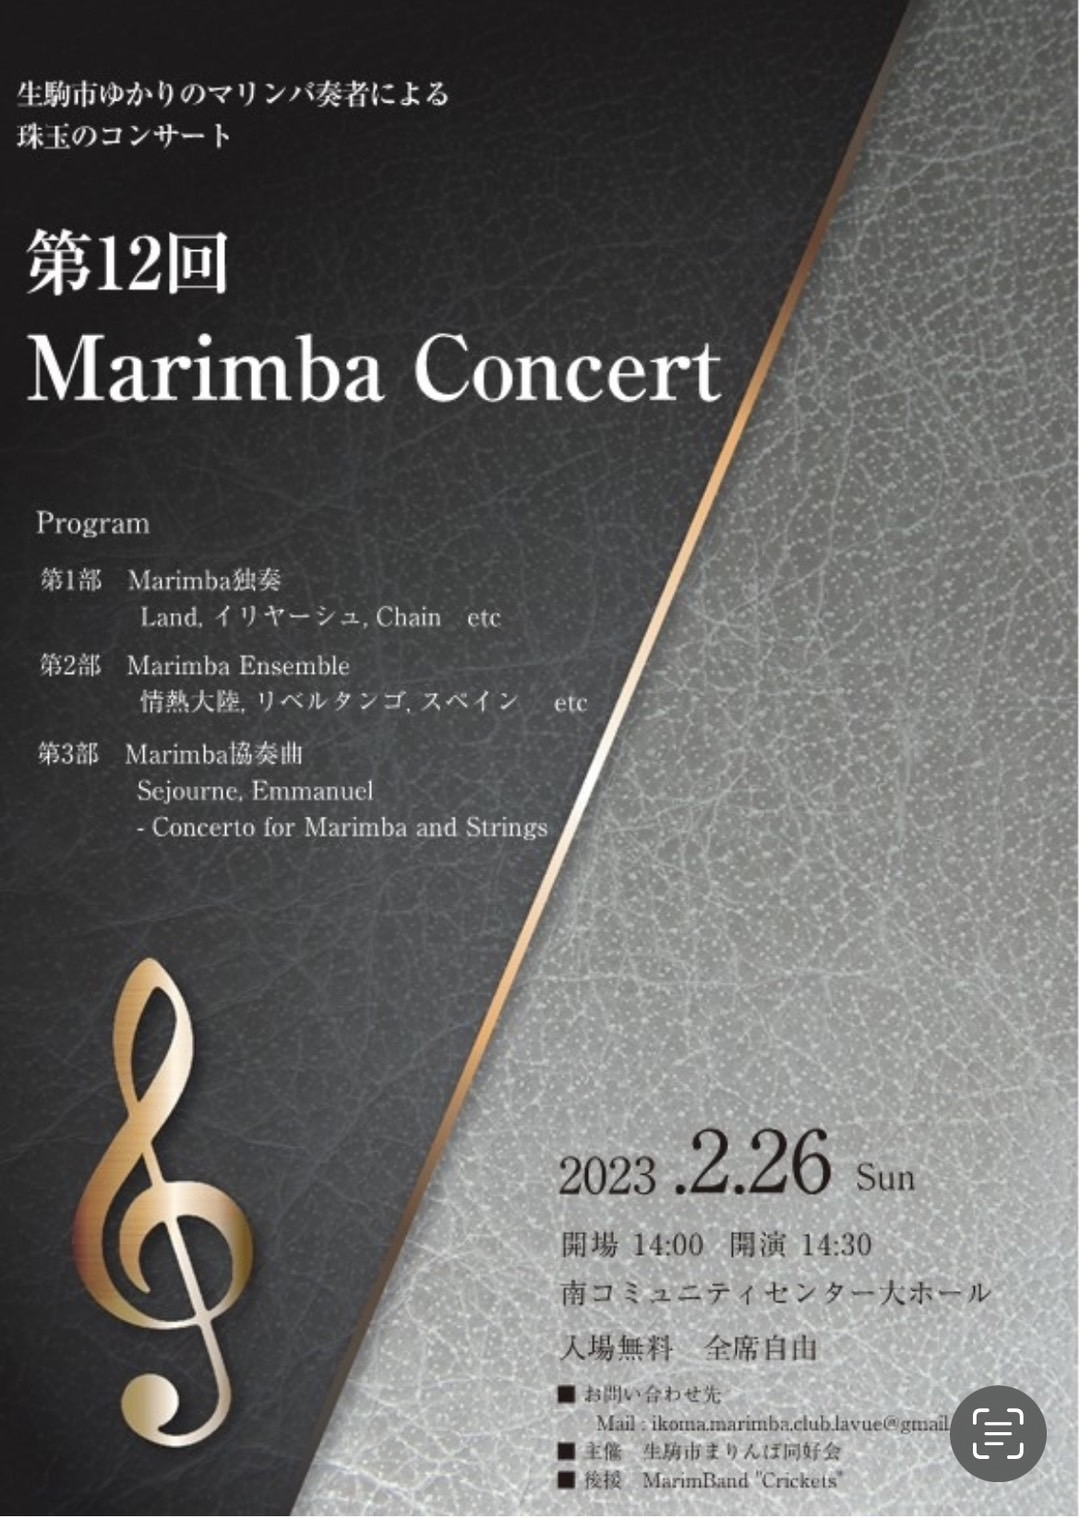 生駒市ゆかりのマリンバ奏者による
珠玉のコンサート
第12回
Marimba Concert
Program
第1部 Marimba独奏
Land, イリヤーシュ, Chain etc
第2部 Marimba Ensemble
情熱大陸, リベルタンゴ, スペイン etc
第3部 Marimba協奏曲
Sejourne, Emmanuel
- Concerto for Marimba and Strings
2023 .2.26 Sun
開場 14:00 開演 14:30
南コミュニティセンター大ホール
入場無料 全席自由
■ お問い合わせ先
Mail : ikoma.marimba.club.lavue@gmail.
■ 主催 生駒市まりんば同好会
■ 後援 MarimBand "Crickets"